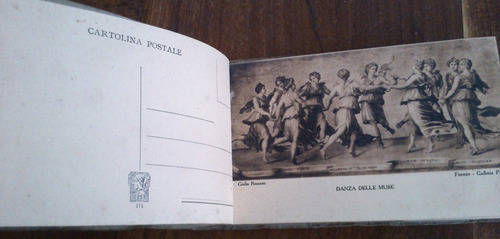 CARTOLINA POSTALE
Giulio Romano
Firenze - Galleria P
DANZA DELLE MUSE